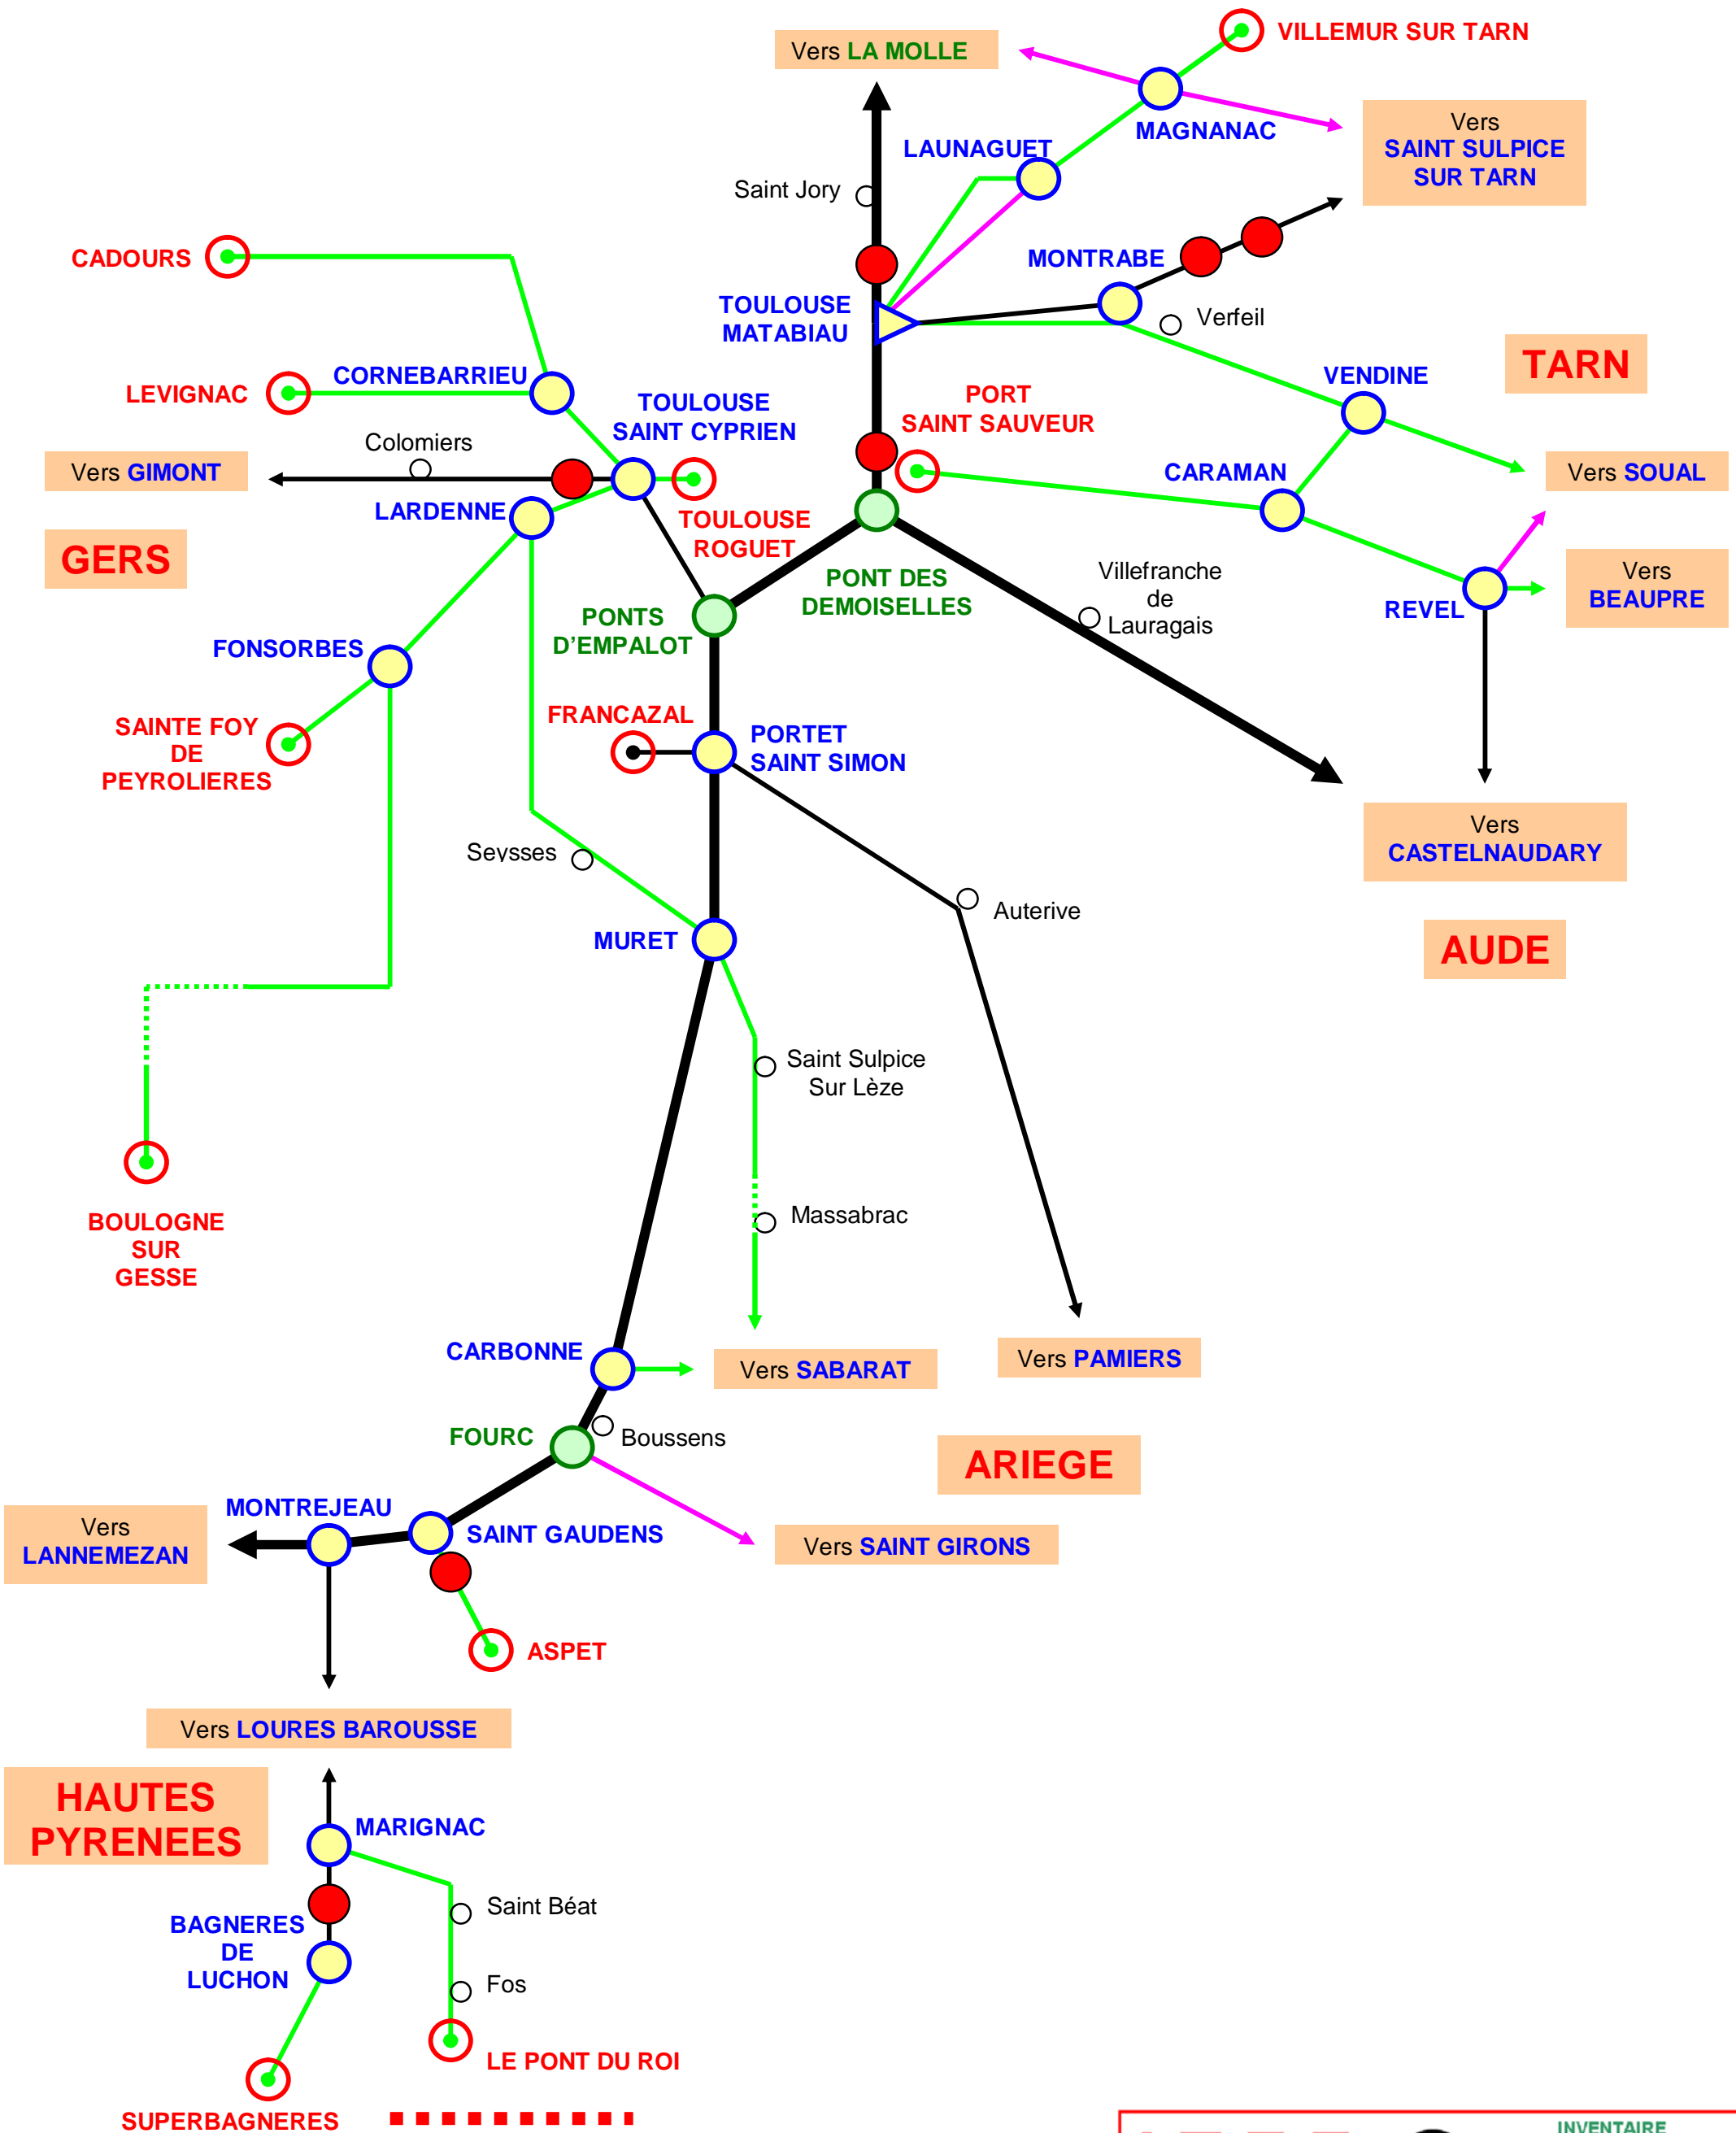 Vers LA MOLLE
VILLEMUR SUR TARN
MAGNANAC
Vers
SAINT SULPICE
SUR TARN
LAUNAGUET
Saint Jory
CADOURS
MONTRABE
TOULOUSE
MATABIAU
Verfeil
TARN
LEVIGNAC
CORNEBARRIEU
TOULOUSE
SAINT CYPRIEN
PORT
SAINT SAUVEUR
VENDINE
Colomiers
Vers GIMONT
CARAMAN
Vers SOUAL
LARDENNE
TOULOUSE
ROGUET
GERS
PONT DES
DEMOISELLES
Villefranche
de
Lauragais
Vers
BEAUPRE
REVEL
PONTS
D’EMPALOT
FONSORBES
SAINTE FOY
DE
PEYROLIERES
FRANCAZAL
PORTET
SAINT SIMON
Vers
CASTELNAUDARY
Seysses
Auterive
MURET
AUDE
Saint Sulpice
Sur Lèze
Massabrac
BOULOGNE
SUR
GESSE
CARBONNE
Vers SABARAT
Vers PAMIERS
FOURC
Boussens
ARIEGE
MONTREJEAU
Vers
LANNEMEZAN
SAINT GAUDENS
Vers SAINT GIRONS
ASPET
Vers LOURES BAROUSSE
HAUTES
PYRENEES
MARIGNAC
Saint Béat
BAGNERES
DE
LUCHON
Fos
LE PONT DU ROI
SUPERBAGNERES
INVENTAIRE